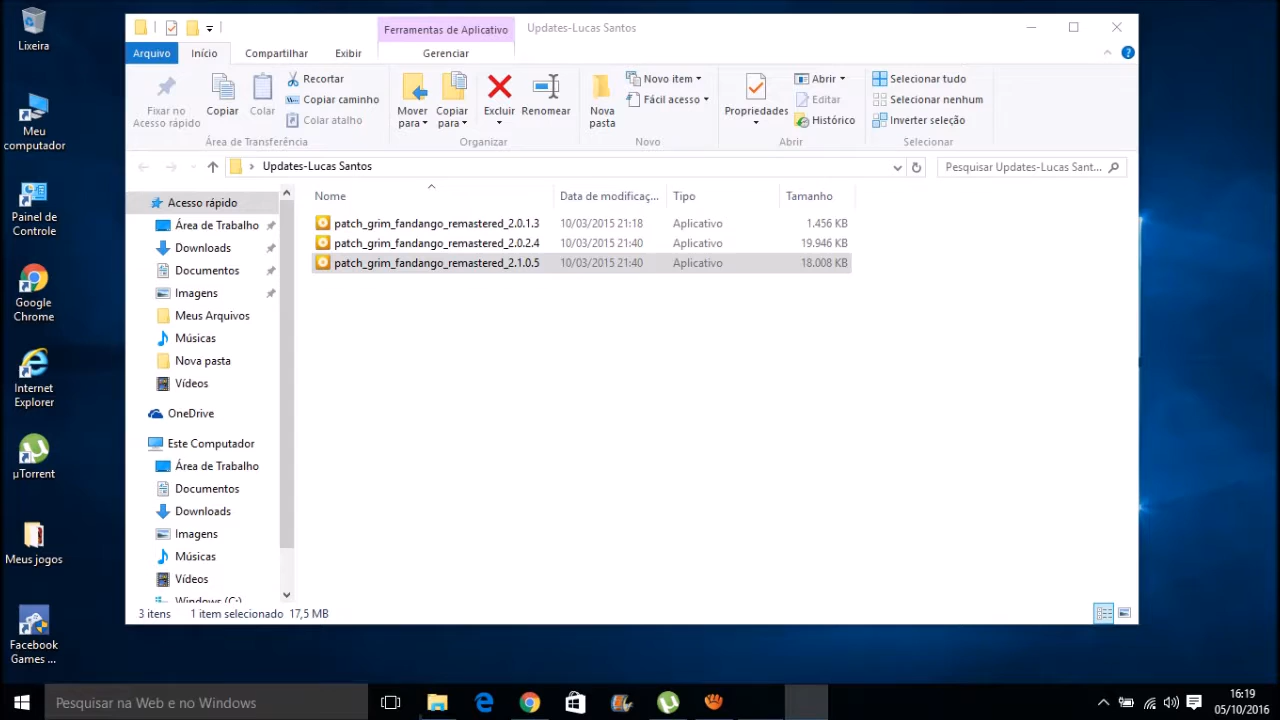 Lixeira
Meu
computador
Painel de
Controle
Google
Chrome
Internet
Explorer
µTorrent
Meus jogos
Facebook
Games ...
Ferramentas de Aplicativo
Updates-Lucas Santos
Arquivo
Início
Compartilhar
Exibir
Gerenciar
Fixar no
Acesso rápido
Copiar
Colar
Recortar
Copiar caminho
Colar atalho
Área de Transferência
Mover
para
Copiar
para
Excluir
Renomear
Organizar
Nova
pasta
Novo item
Fácil acesso
Novo
Propriedades
Abrir
Editar
Histórico
Abrir
Selecionar tudo
Selecionar nenhum
Inverter seleção
Selecionar
Updates-Lucas Santos
Pesquisar Updates-Lucas Sant...
Acesso rápido
Área de Trabalho
Downloads
Documentos
Imagens
Meus Arquivos
Músicas
Nova pasta
Vídeos
OneDrive
Este Computador
Área de Trabalho
Documentos
Downloads
Imagens
Músicas
Vídeos
Windows (C:)
Nome Data de modificaç... Tipo Tamanho
patch_grim_fandango_remastered_2.0.1.3 10/03/2015 21:18 Aplicativo 1.456 KB
patch_grim_fandango_remastered_2.0.2.4 10/03/2015 21:40 Aplicativo 19.946 KB
patch_grim_fandango_remastered_2.1.0.5 10/03/2015 21:40 Aplicativo 18.008 KB
3 itens 1 item selecionado 17,5 MB
Pesquisar na Web e no Windows
16:19
05/10/2016